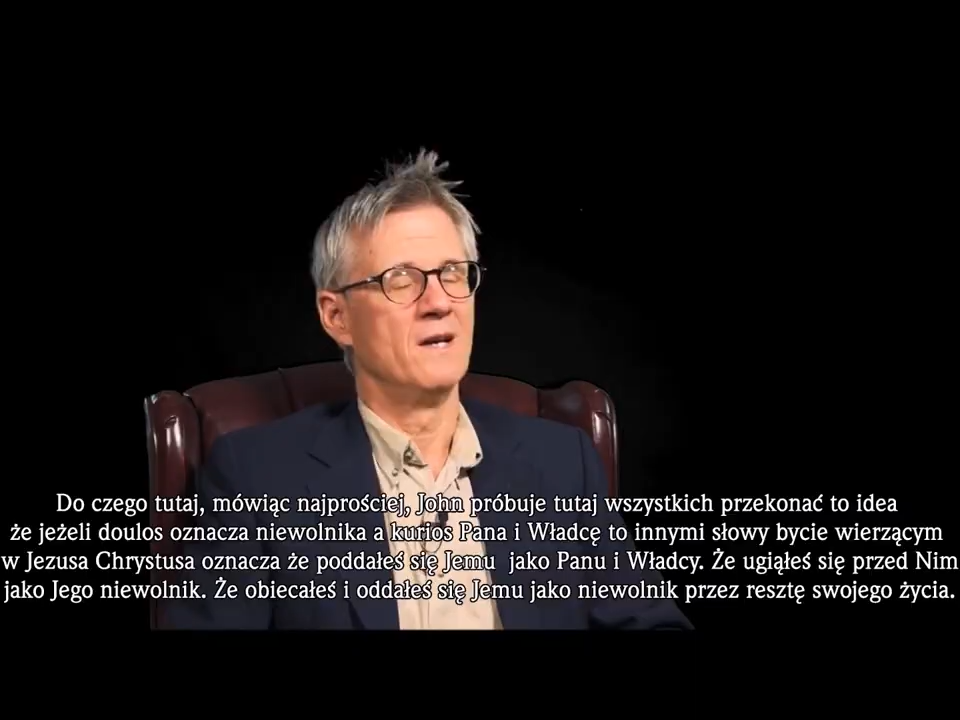 Do czego tutaj, mówiąc najprościej, John próbuje tutaj wszystkich przekonać to idea
że jeżeli doulos oznacza niewolnika a kurios Pana i Władcę to innymi słowy bycie wierzącym
w Jezusa Chrystusa oznacza że poddałeś się Jemu  jako Panu i Władcy. Że ugiąłeś się przed Nim
jako Jego niewolnik. Że obiecałeś i oddałeś się Jemu jako niewolnik przez resztę swojego życia.